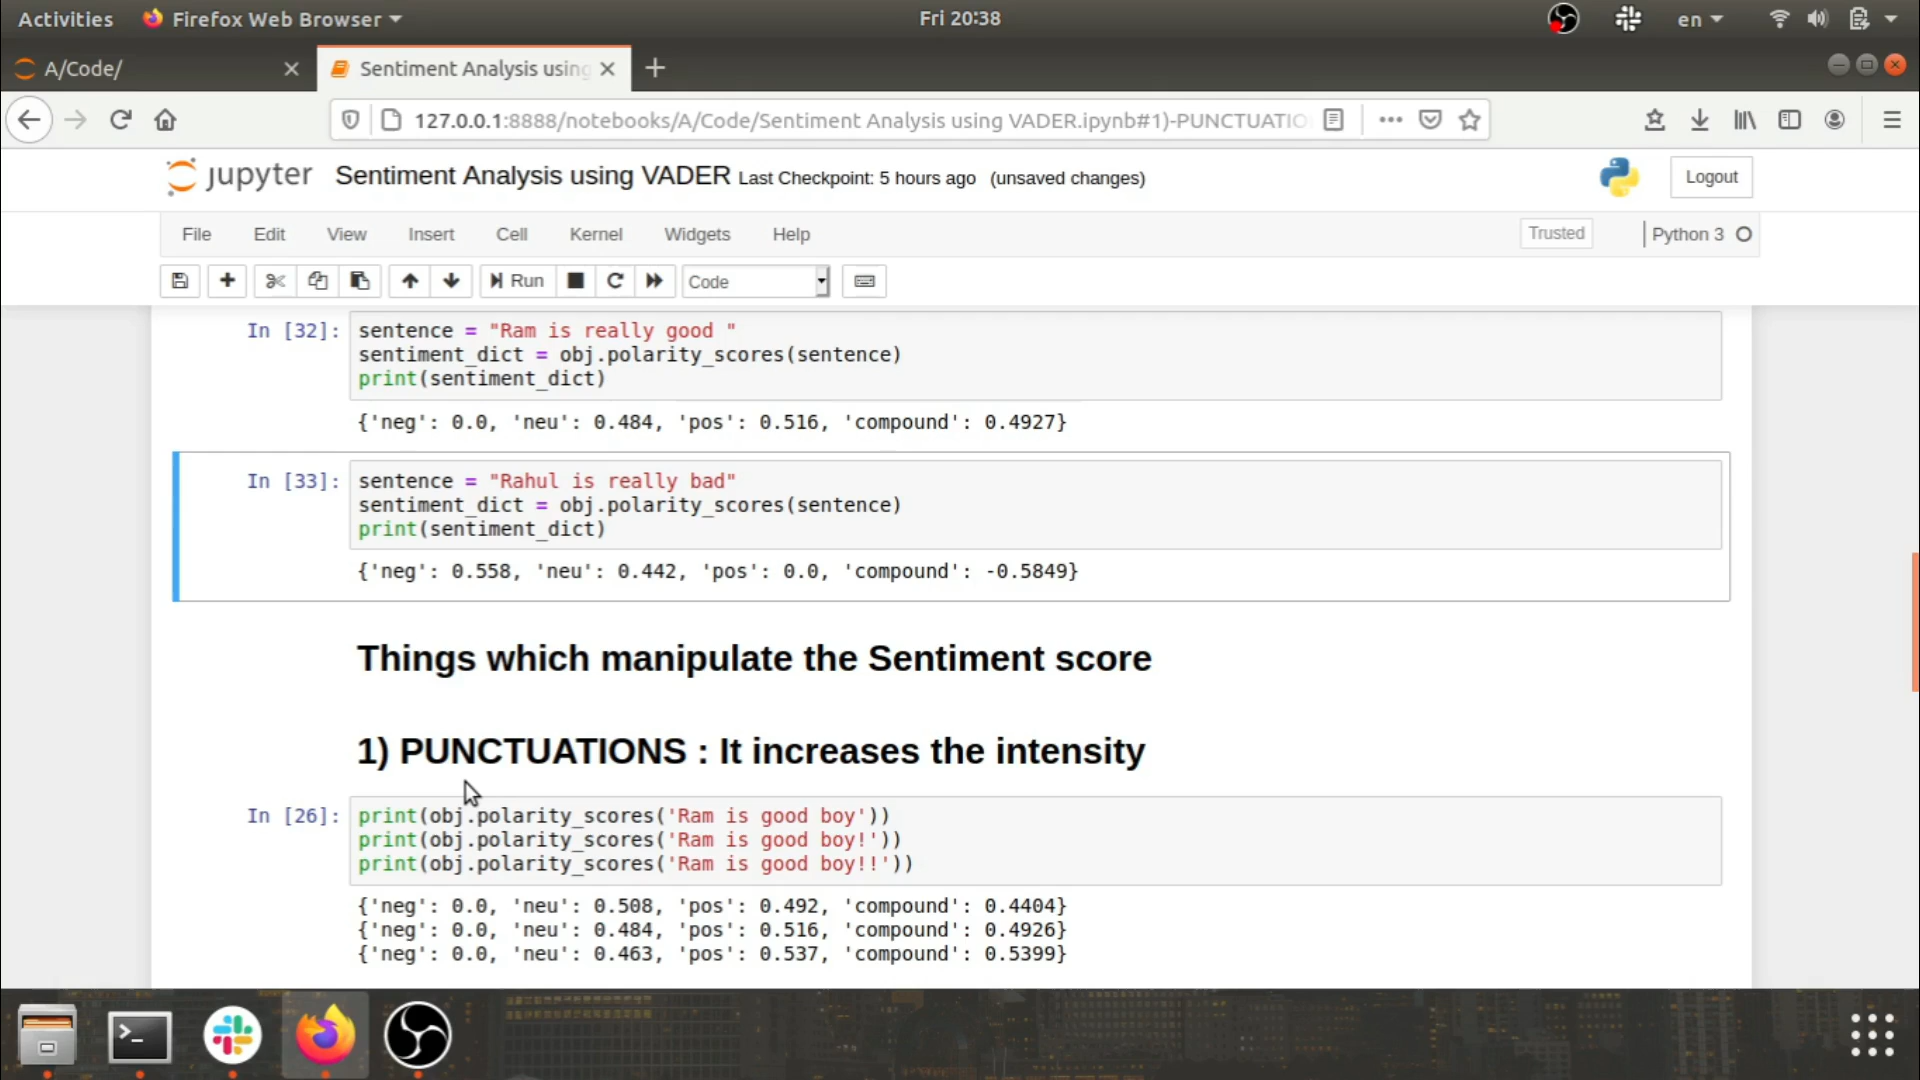 Activities Firefox Web Browser Fri 20:38 en
A/Code/ Sentiment Analysis using
127.0.0.1:8888/notebooks/A/Code/Sentiment Analysis using VADER.ipynb#1)-PUNCTUATIO
jupyter Sentiment Analysis using VADER Last Checkpoint: 5 hours ago (unsaved changes) Logout
File Edit View Insert Cell Kernel Widgets Help Trusted Python 3
Run Code
In [32]: sentence = "Ram is really good "
sentiment_dict = obj.polarity_scores(sentence)
print(sentiment_dict)
{'neg': 0.0, 'neu': 0.484, 'pos': 0.516, 'compound': 0.4927}
In [33]: sentence = "Rahul is really bad"
sentiment_dict = obj.polarity_scores(sentence)
print(sentiment_dict)
{'neg': 0.558, 'neu': 0.442, 'pos': 0.0, 'compound': -0.5849}
Things which manipulate the Sentiment score
1) PUNCTUATIONS : It increases the intensity
In [26]: print(obj.polarity_scores('Ram is good boy'))
print(obj.polarity_scores('Ram is good boy!'))
print(obj.polarity_scores('Ram is good boy!!'))
{'neg': 0.0, 'neu': 0.508, 'pos': 0.492, 'compound': 0.4404}
{'neg': 0.0, 'neu': 0.484, 'pos': 0.516, 'compound': 0.4926}
{'neg': 0.0, 'neu': 0.463, 'pos': 0.537, 'compound': 0.5399}